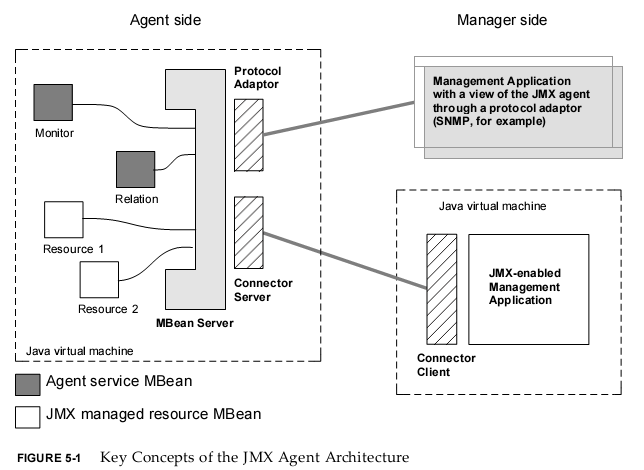 Agent side
Manager side
Protocol
Adaptor
Monitor
Relation
Resource 1
Resource 2
MBean Server
Connector
Server
Java virtual machine
Management Application
with a view of the JMX agent
through a protocol adaptor
(SNMP, for example)
Java virtual machine
JMX-enabled
Management
Application
Connector
Client
Agent service MBean
JMX managed resource MBean
FIGURE 5-1 Key Concepts of the JMX Agent Architecture